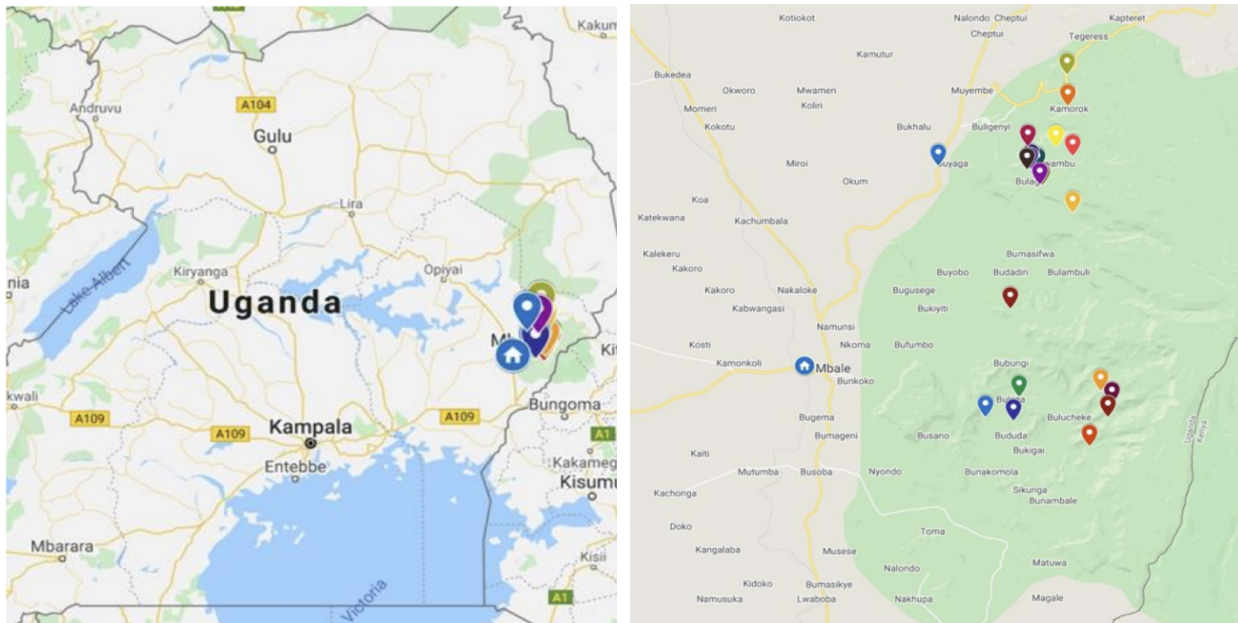 Kakum
Andruvu
A104
Gulu
Lira
Lake Albert
Kiryanga
Opiyai
nia
Uganda
Kit
kwali
A109
A109
A109
Bungoma
Kampala
A1
Entebbe
Kakameg
Kisumu
Mbarara
Kisii
Victoria
A1
Kotiokot
Nalondo
Cheptui
Kapteret
Cheptui
Tegeress
Kamutur
Bukedea
Okworo
Mwameri
Muyembe
Momeri
Koliri
Kamorok
Kokotu
Bukhalu
Buligenyi
Miroi
Okum
Koa
Katekwana
Kachumbala
Kalekeru
Bumasifwa
Kakoro
Buyobo
Budadiri
Bulambuli
Kakoro
Nakaloke
Bugusege
Kabwangasi
Bukiyiti
Namunsi
Kosti
Nkoma
Bufumbo
Kamonkoli
Mbale
Bubungi
Bunkoko
Bugema
Bulucheke
Bumageni
Busano
Bududa
Uganda
Kenya
Kaiti
Bukigai
Mutumba
Busoba
Nyondo
Bunakomola
Kachonga
Sikunga
Bunambale
Doko
Toma
Kangalaba
Musese
Nalondo
Matuwa
Kidoko
Bumasikye
Namusuka
Lwaboba
Nakhupa
Magale